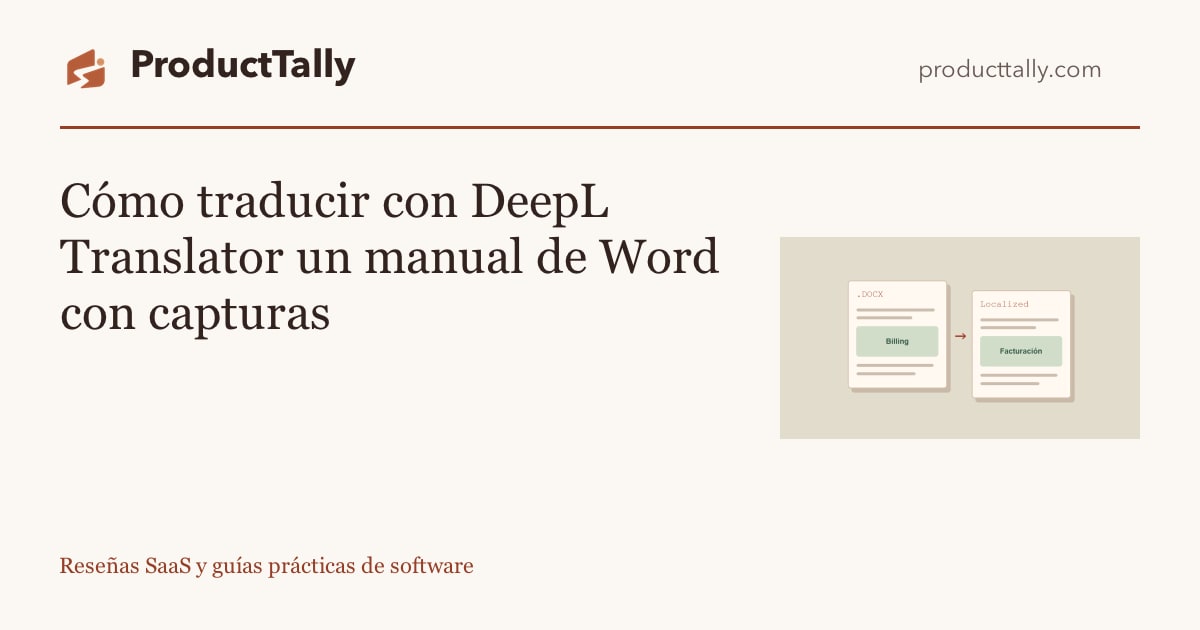 ProductTally
producttally.com
Cómo traducir con DeepL
Translator un manual de Word
con capturas
.DOCX
Billing
→
Localized
Facturación
Reseñas SaaS y guías prácticas de software